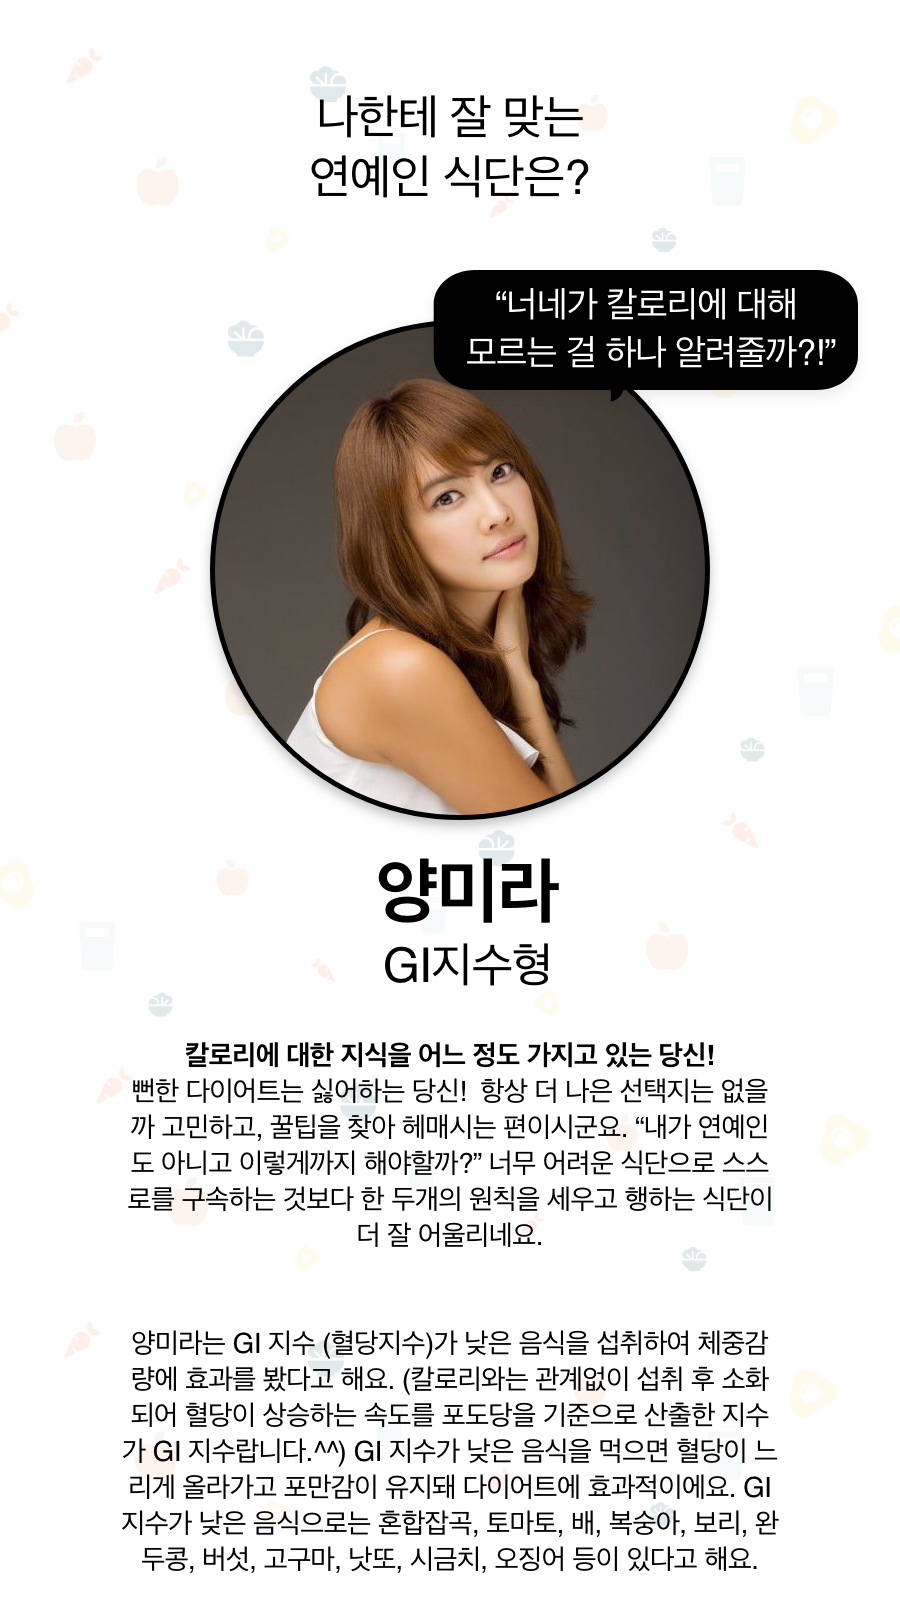 나한테 잘 맞는
연예인 식단은?
“너네가 칼로리에 대해
모르는 걸 하나 알려줄까?!”
양미라
GI지수형
칼로리에 대한 지식을 어느 정도 가지고 있는 당신!
뻔한 다이어트는 싫어하는 당신!  항상 더 나은 선택지는 없을
까 고민하고, 꿀팁을 찾아 헤매시는 편이시군요. “내가 연예인
도 아니고 이렇게까지 해야할까?” 너무 어려운 식단으로 스스
로를 구속하는 것보다 한 두개의 원칙을 세우고 행하는 식단이
더 잘 어울리네요.
양미라는 GI 지수 (혈당지수)가 낮은 음식을 섭취하여 체중감
량에 효과를 봤다고 해요. (칼로리와는 관계없이 섭취 후 소화
되어 혈당이 상승하는 속도를 포도당을 기준으로 산출한 지수
가 GI 지수랍니다.^^) GI 지수가 낮은 음식을 먹으면 혈당이 느
리게 올라가고 포만감이 유지돼 다이어트에 효과적이에요. GI
지수가 낮은 음식으로는 혼합잡곡, 토마토, 배, 복숭아, 보리, 완
두콩, 버섯, 고구마, 낫또, 시금치, 오징어 등이 있다고 해요.